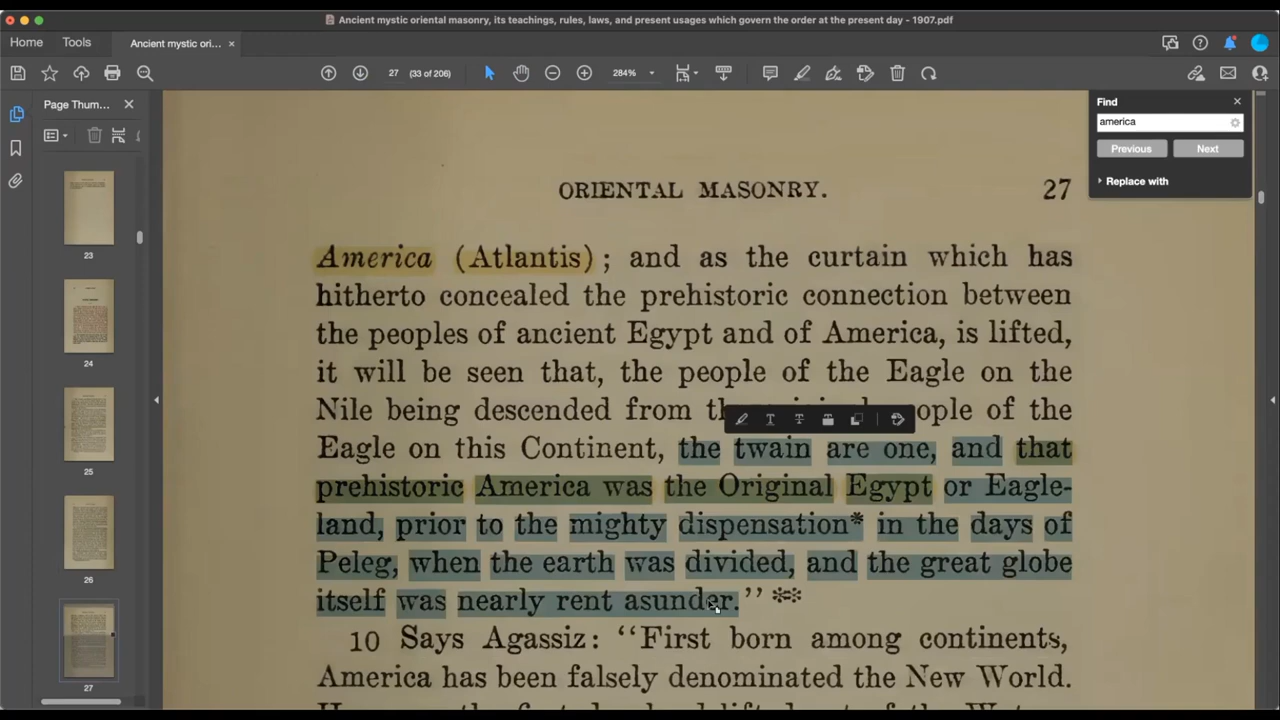 Ancient mystic oriental masonry, its teachings, rules, laws, and present usages which govern the order at the present day - 1907.pdf
Home
Tools
Ancient mystic ori...
27
(33 of 206)
284%
Page Thum...
23
24
25
26
27
Find
america
Previous
Next
Replace with
ORIENTAL MASONRY.
27
America (Atlantis) ; and as the curtain which has
hitherto concealed the prehistoric connection between
the peoples of ancient Egypt and of America, is lifted,
it will be seen that, the people of the Eagle on the
Nile being descended from
ople of the
Eagle on this Continent, the twain are one, and that
prehistoric America was the Original Egypt or Eagle-
land, prior to the mighty dispensation* in the days of
Peleg, when the earth was divided, and the great globe
itself was nearly rent asunder.” **
10 Says Agassiz: “First born among continents,
America has been falsely denominated the New World.